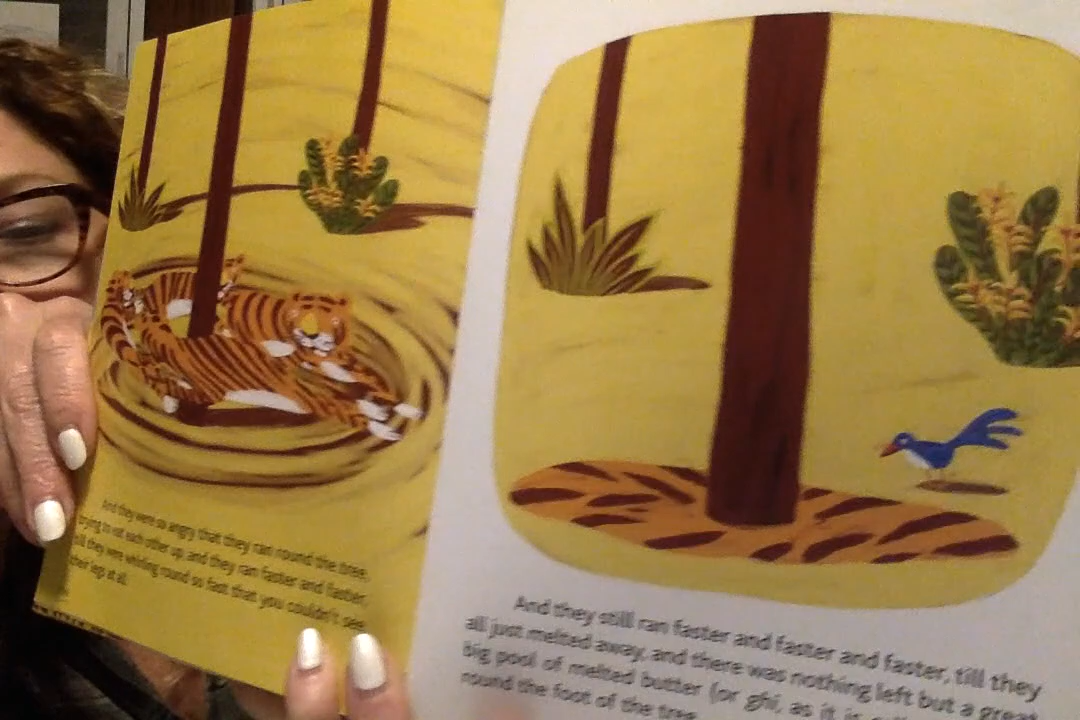 And they were so angry that they ran round the tree,
trying to eat each other up, and they ran faster and faster,
till they were whirling round so fast that you couldn't see
their legs at all.
And they still ran faster and faster and faster, till they
all just melted away, and there was nothing left but a great
big pool of melted butter (or ghi, as it is
round the foot of the tree.